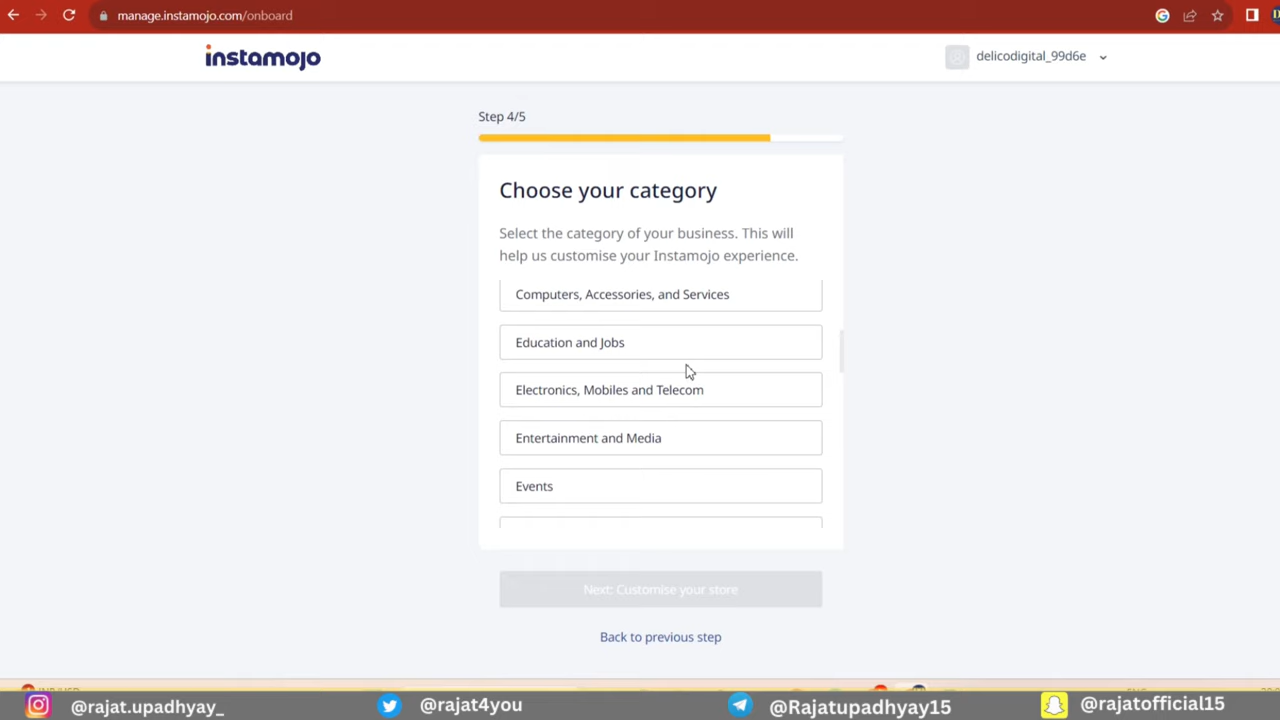 manage.instamojo.com/onboard
instamojo
delicodigital_99d6e
Step 4/5
Choose your category
Select the category of your business. This will
help us customise your Instamojo experience.
Computers, Accessories, and Services
Education and Jobs
Electronics, Mobiles and Telecom
Entertainment and Media
Events
Next: Customise your store
Back to previous step
@rajat.upadhyay_
@rajat4you
@Rajatupadhyay15
@rajatofficial15